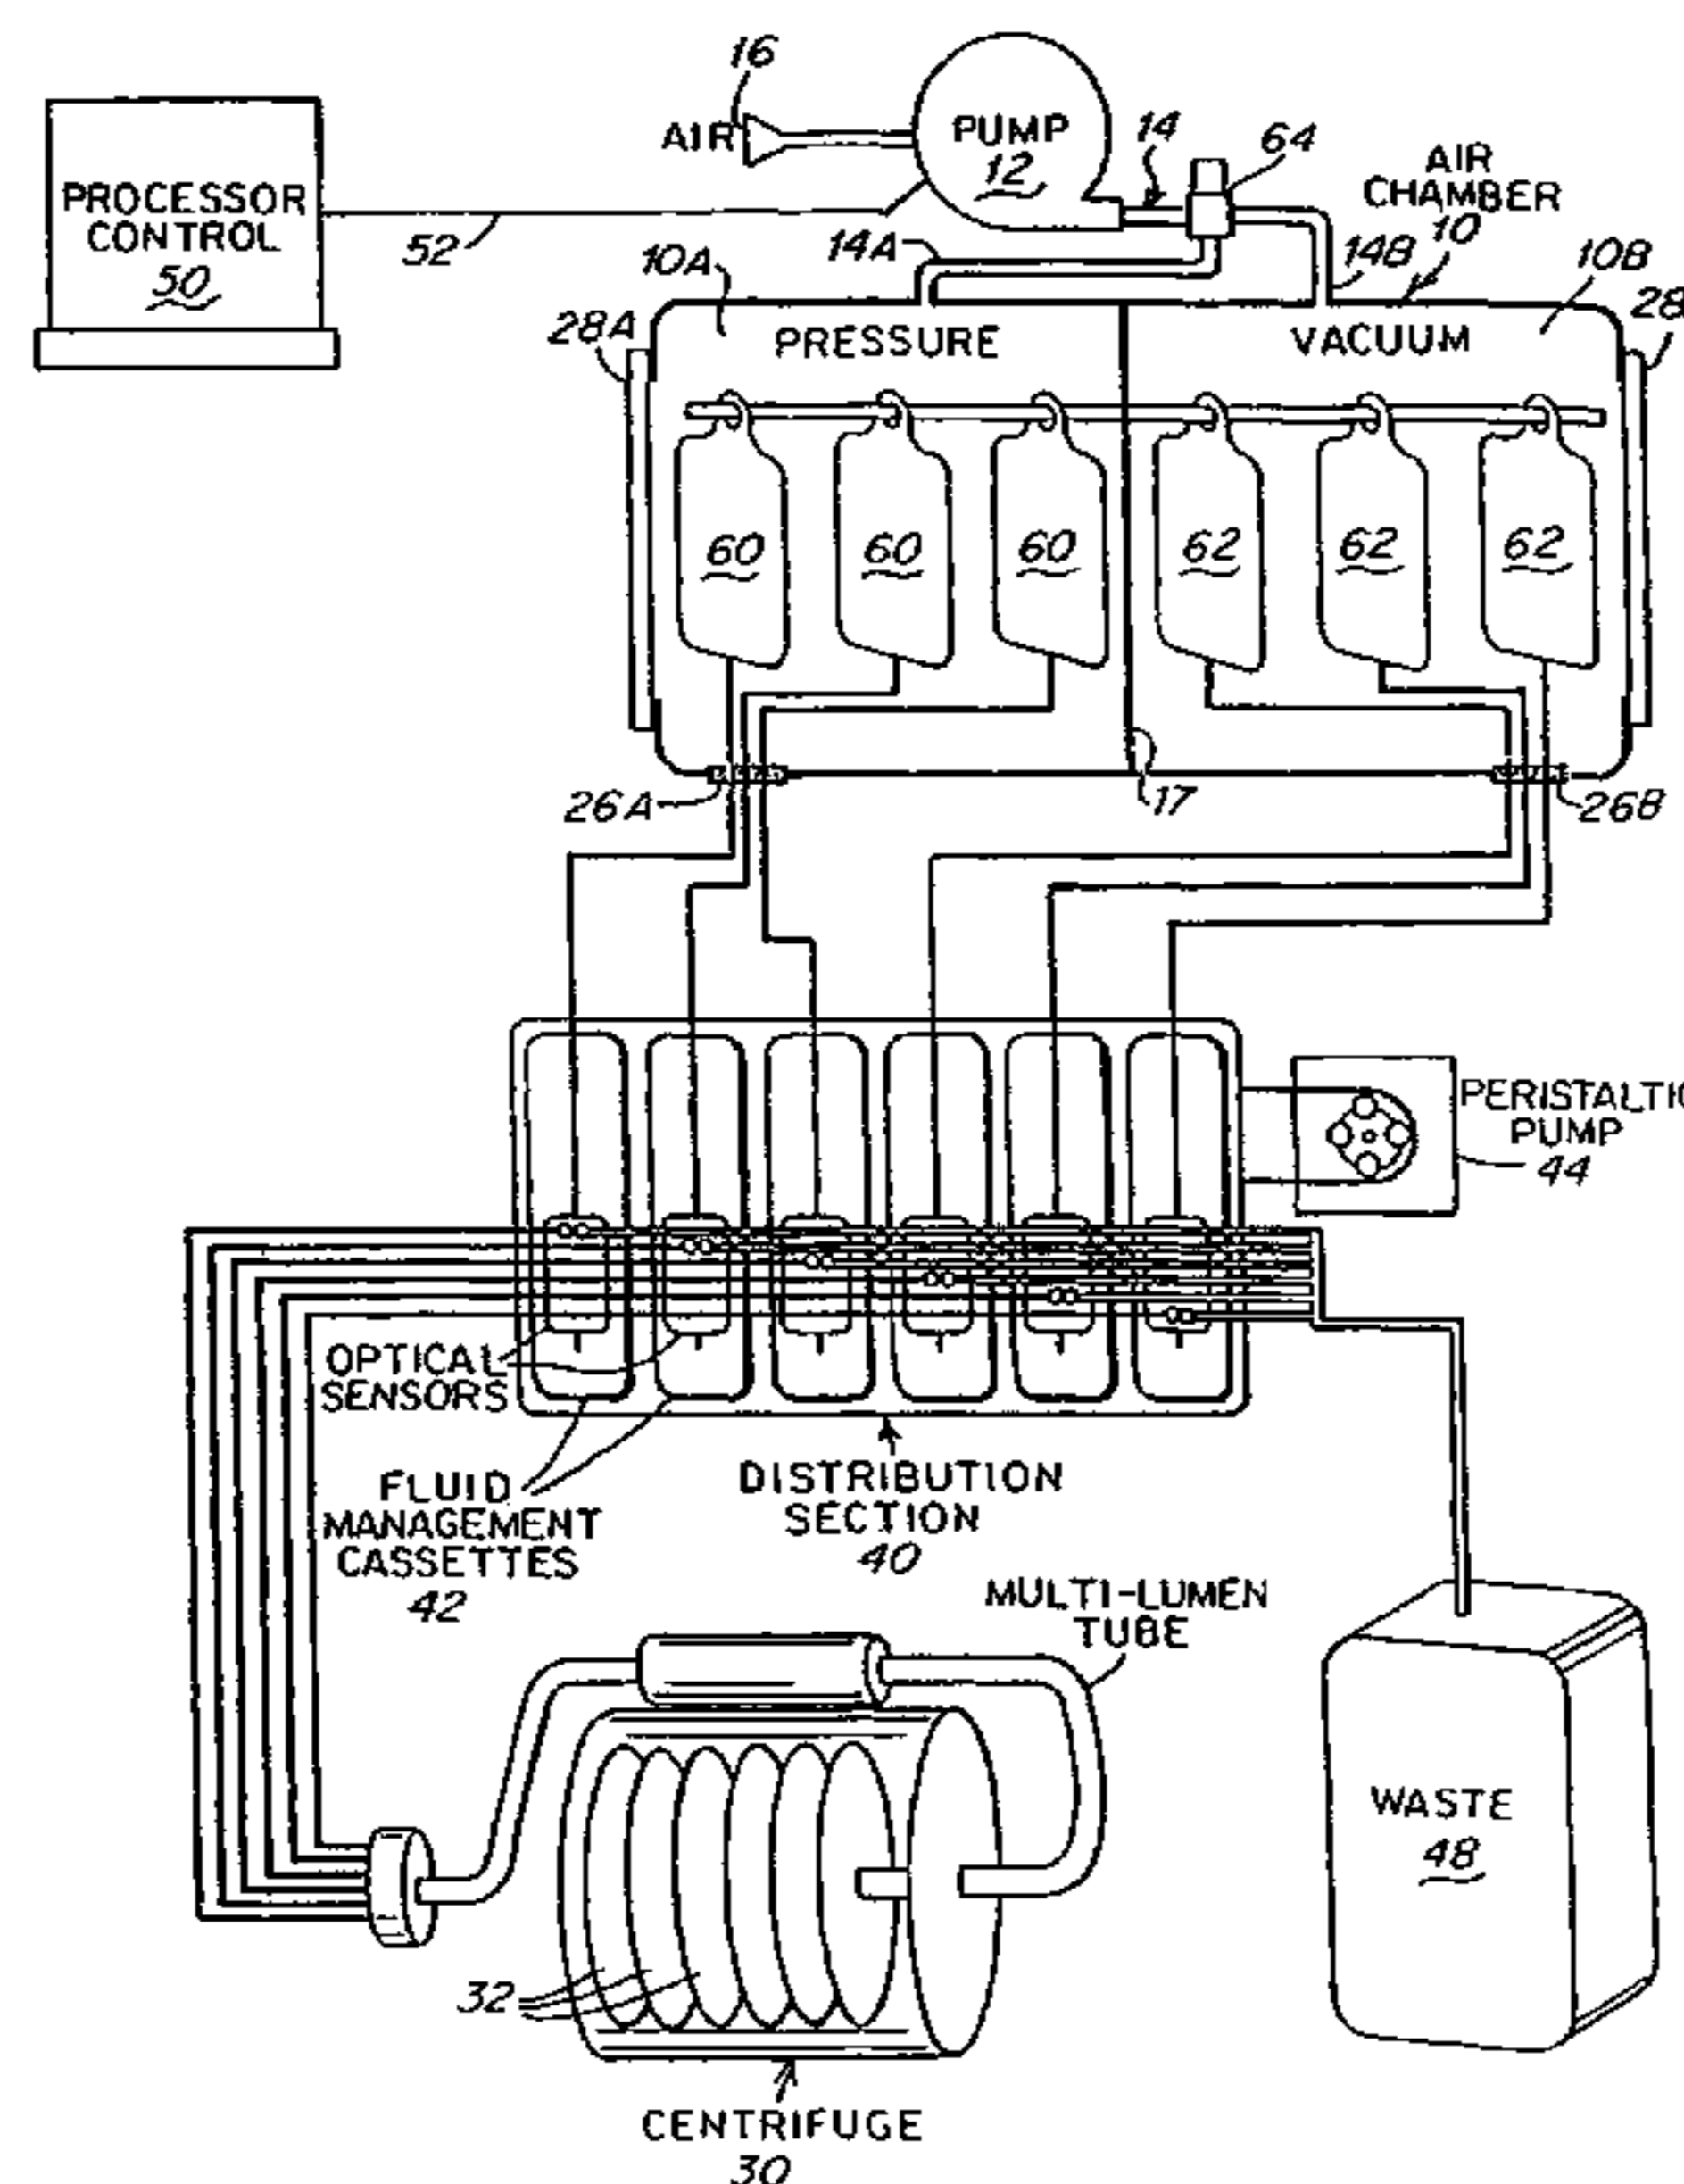 16
AIR
PUMP
12
14
64
AIR
CHAMBER
10
PROCESSOR
CONTROL
50
52
14A
14B
10A
10B
28A
28
PRESSURE
VACUUM
60
60
60
62
62
62
26A
17
26B
PERISTALTIC
PUMP
44
OPTICAL
SENSORS
FLUID
MANAGEMENT
CASSETTES
42
DISTRIBUTION
SECTION
40
MULTI-LUMEN
TUBE
WASTE
48
32
CENTRIFUGE
30